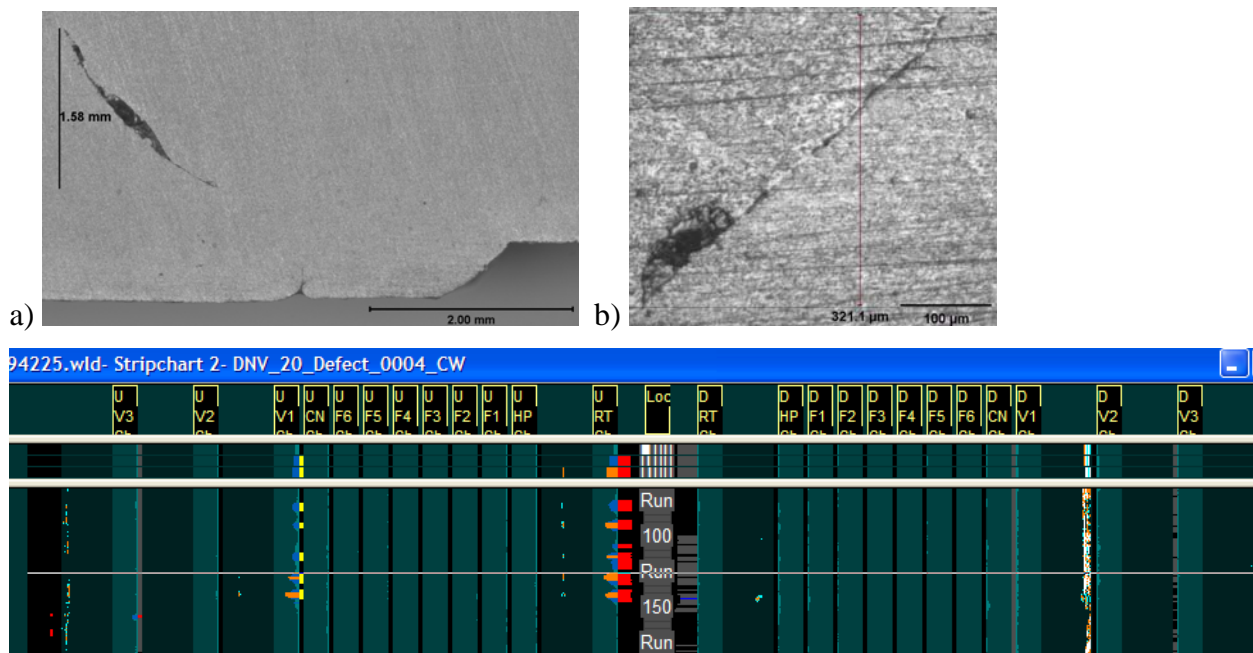 1.58 mm
2.00 mm
a)
321.1 µm
100 µm
b)
94225.wld- Stripchart 2- DNV_20_Defect_0004_CW
U U U U U U U U U U U U Loc D D D D D D D D D D D D
V3 V2 V1 CN F6 F5 F4 F3 F2 F1 HP RT RT HP F1 F2 F3 F4 F5 F6 CN V1 V2 V3
Run
100
Run
150
Run